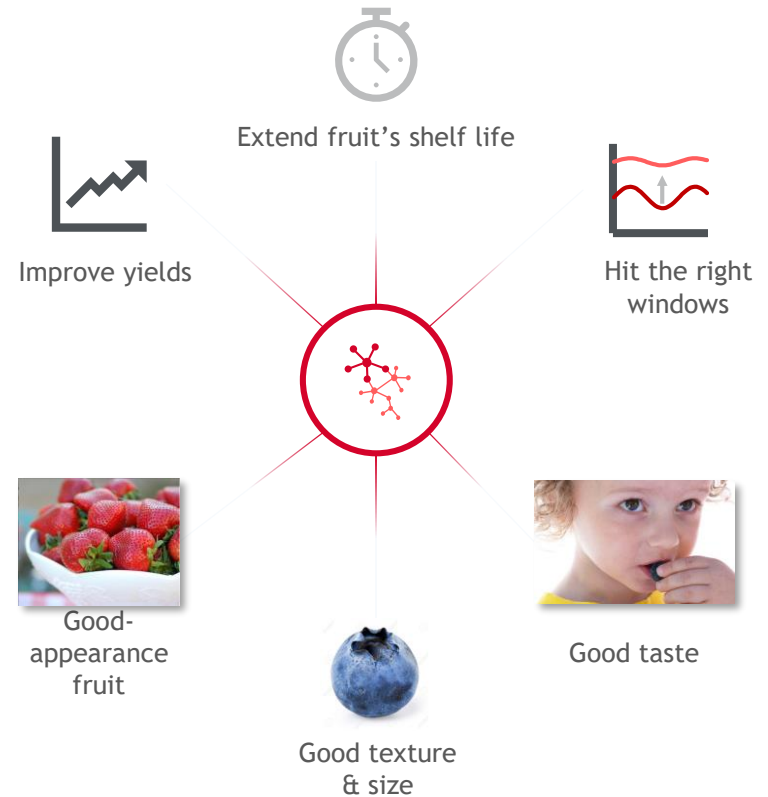 Extend fruit’s shelf life
Improve yields
Hit the right
windows
Good-
appearance
fruit
Good taste
Good texture
& size